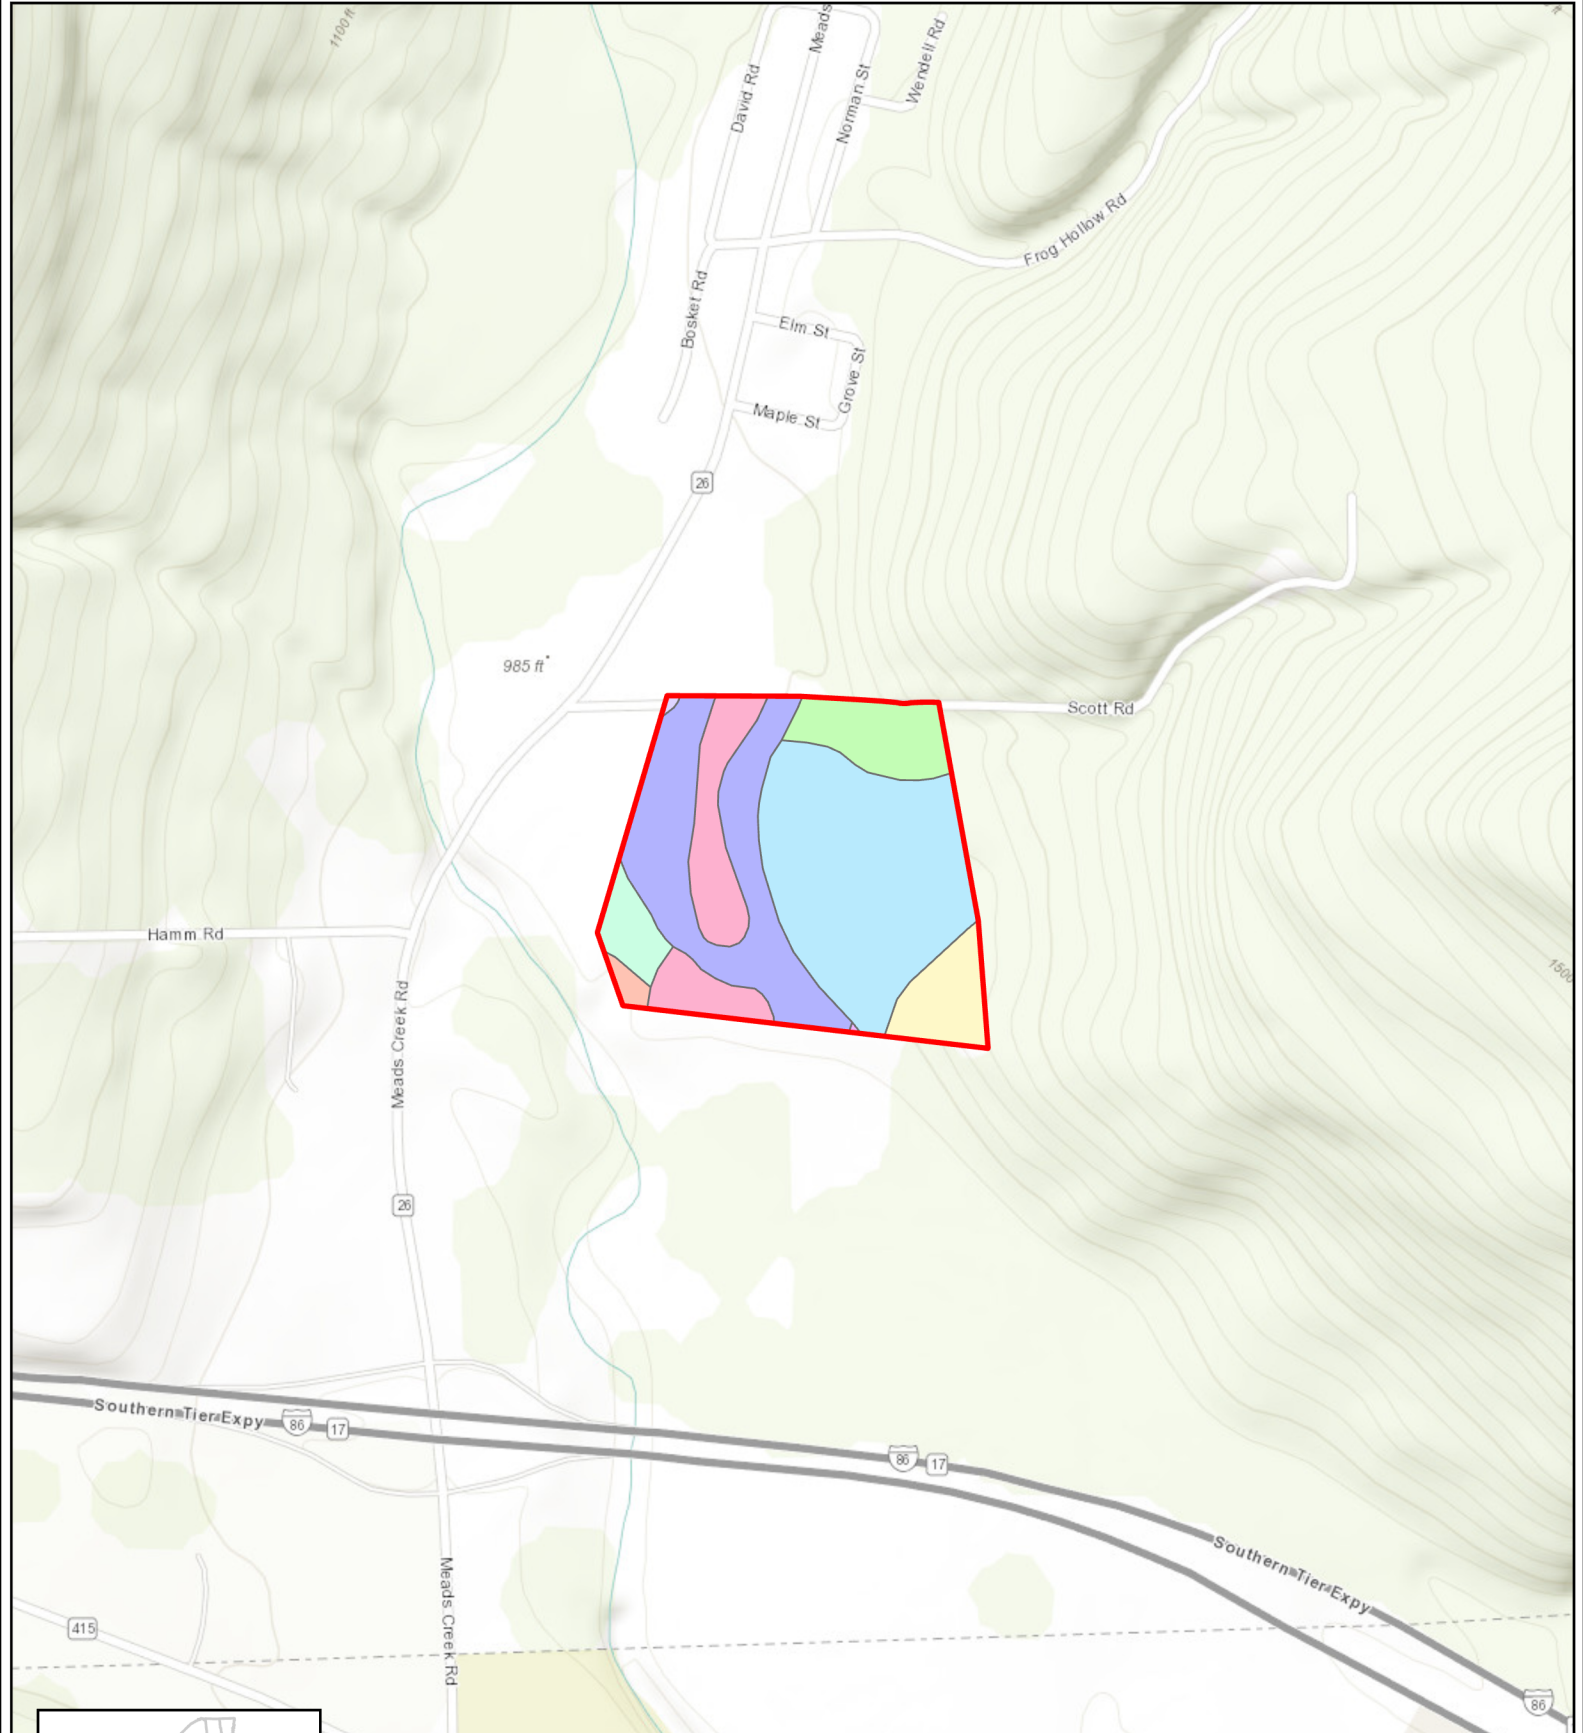 1100 ft
Meads
Wendell Rd
David Rd
Norman St
Frog Hollow Rd
Bosket Rd
Elm St
Grove St
Maple St
26
985 ft
Scott Rd
Hamm Rd
1500
Meads Creek Rd
26
Southern Tier Expy
86
17
86
17
Southern Tier Expy
Meads Creek Rd
415
86